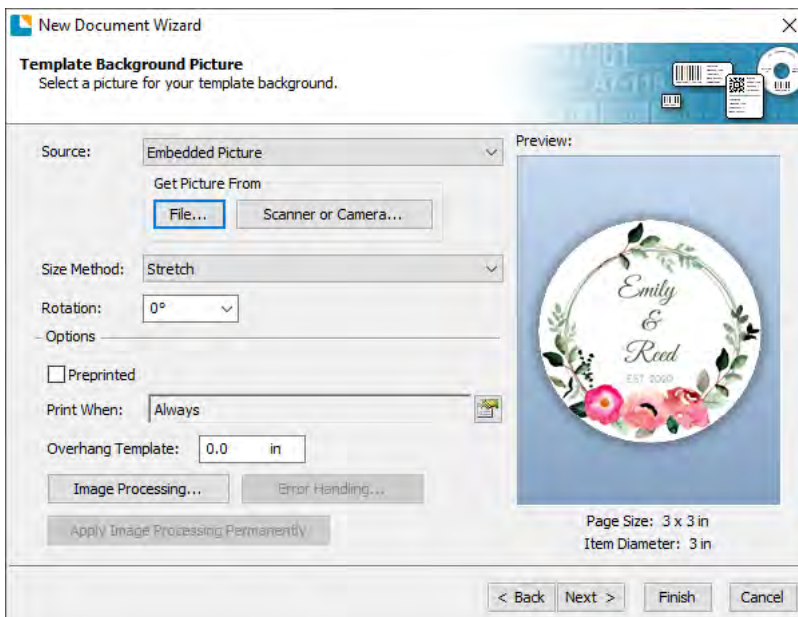 New Document Wizard
Template Background Picture
Select a picture for your template background.
Source: Embedded Picture
Get Picture From
File... Scanner or Camera...
Size Method: Stretch
Rotation: 0°
Options
Preprinted
Print When: Always
Overhang Template: 0.0 in
Image Processing... Error Handling...
Apply Image Processing Permanently
Preview:
Emily
&
Reed
EST 2060
Page Size: 3 x 3 in
Item Diameter: 3 in
< Back Next > Finish Cancel